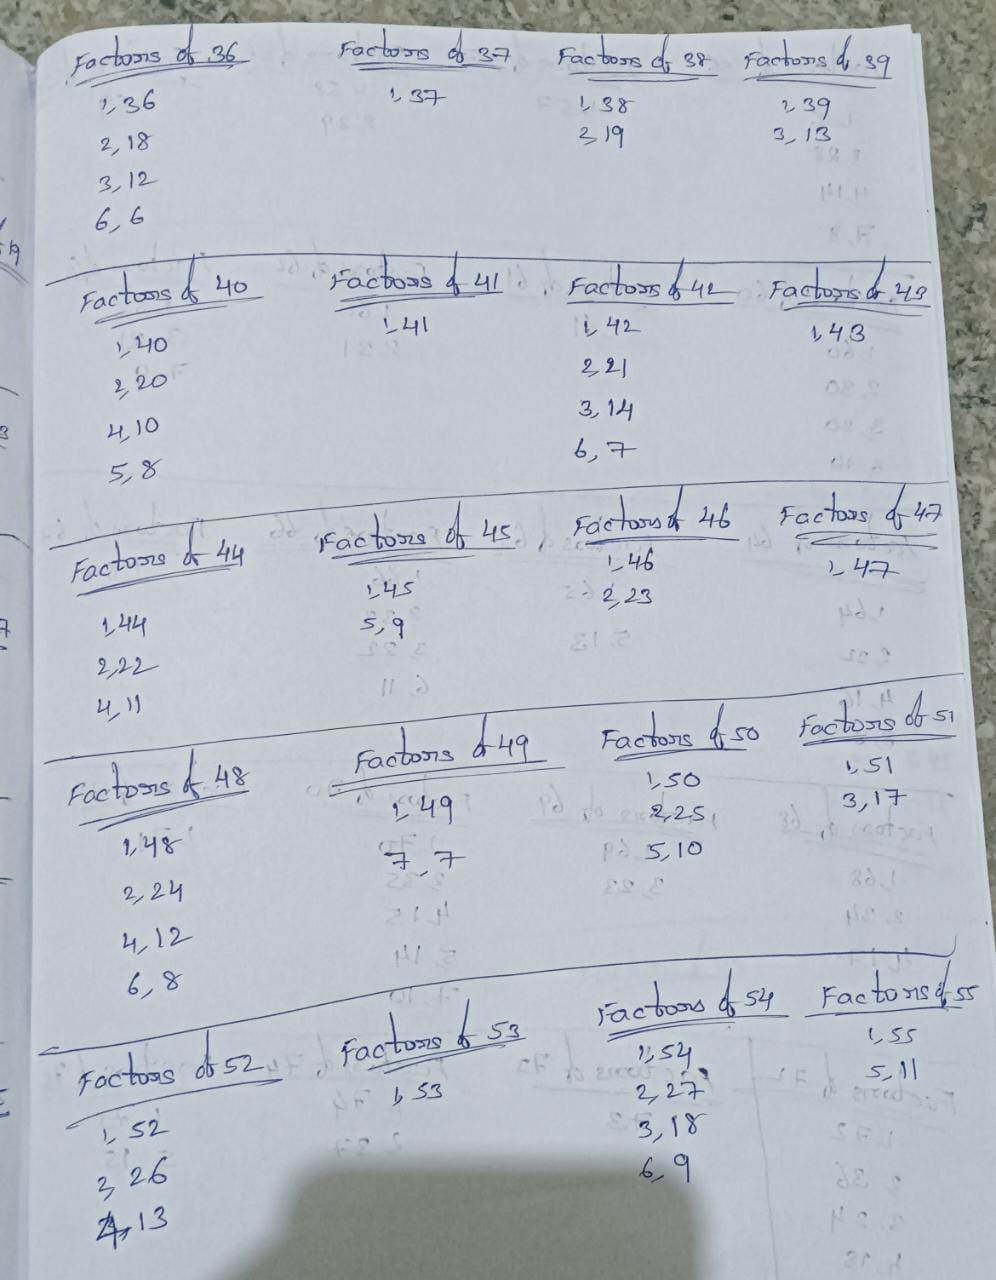 Factors of 36
1, 36
2, 18
3, 12
6, 6
Factors of 37
1, 37
Factors of 38
1, 38
2, 19
Factors of 39
1, 39
3, 13
Factors of 40
1, 40
2, 20
4, 10
5, 8
Factors of 41
1, 41
Factors of 42
1, 42
2, 21
3, 14
6, 7
Factors of 43
1, 43
Factors of 44
1, 44
2, 22
4, 11
Factors of 45
1, 45
5, 9
Factors of 46
1, 46
2, 23
Factors of 47
1, 47
Factors of 48
1, 48
2, 24
4, 12
6, 8
Factors of 49
1, 49
7, 7
Factors of 50
1, 50
2, 25
5, 10
Factors of 51
1, 51
3, 17
Factors of 52
1, 52
2, 26
4, 13
Factors of 53
1, 53
Factors of 54
1, 54
2, 27
3, 18
6, 9
Factors of 55
1, 55
5, 11